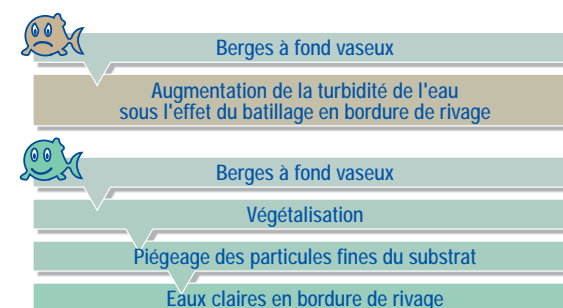 Berges à fond vaseux
Augmentation de la turbidité de l'eau
sous l'effet du batillage en bordure de rivage
Berges à fond vaseux
Végétalisation
Piégeage des particules fines du substrat
Eaux claires en bordure de rivage